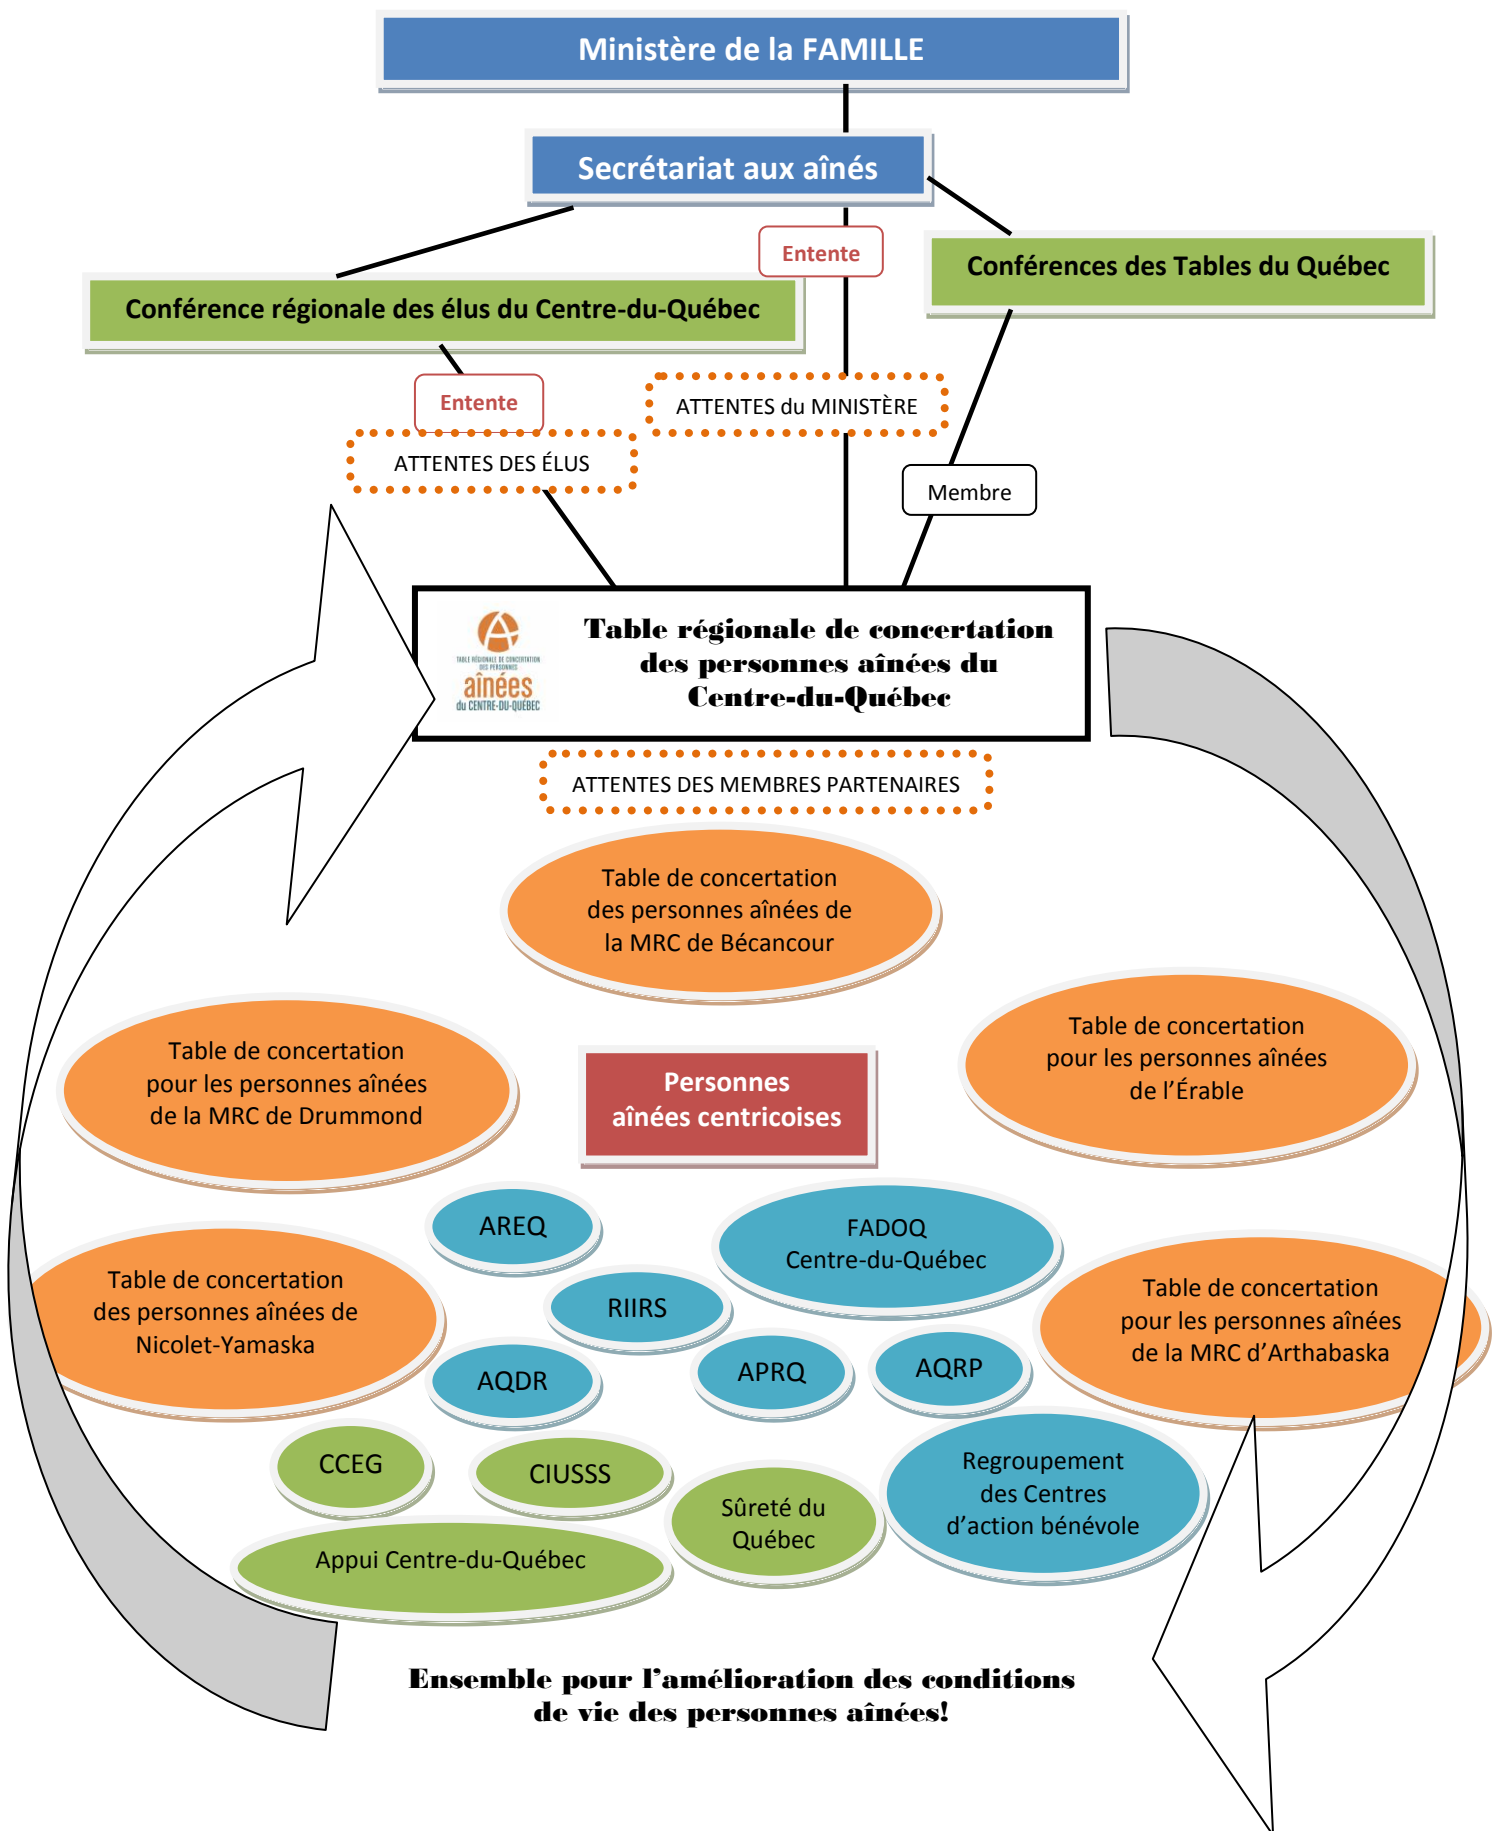 Ministère de la FAMILLE
Secrétariat aux aînés
Entente
Conférences des Tables du Québec
Conférence régionale des élus du Centre-du-Québec
Entente
ATTENTES du MINISTÈRE
ATTENTES DES ÉLUS
Membre
TABLE RÉGIONALE DE CONCERTATION
DES PERSONNES
aînées
du CENTRE-DU-QUÉBEC
Table régionale de concertation
des personnes aînées du
Centre-du-Québec
ATTENTES DES MEMBRES PARTENAIRES
Table de concertation
des personnes aînées de
la MRC de Bécancour
Table de concertation
pour les personnes aînées
de la MRC de Drummond
Personnes
aînées centricoises
Table de concertation
pour les personnes aînées
de l’Érable
AREQ
FADOQ
Centre-du-Québec
RIIRS
Table de concertation
des personnes aînées de
Nicolet-Yamaska
Table de concertation
pour les personnes aînées
de la MRC d’Arthabaska
AQDR
APRQ
AQRP
CCEG
CIUSSS
Sûreté du
Québec
Regroupement
des Centres
d’action bénévole
Appui Centre-du-Québec
Ensemble pour l’amélioration des conditions
de vie des personnes aînées!